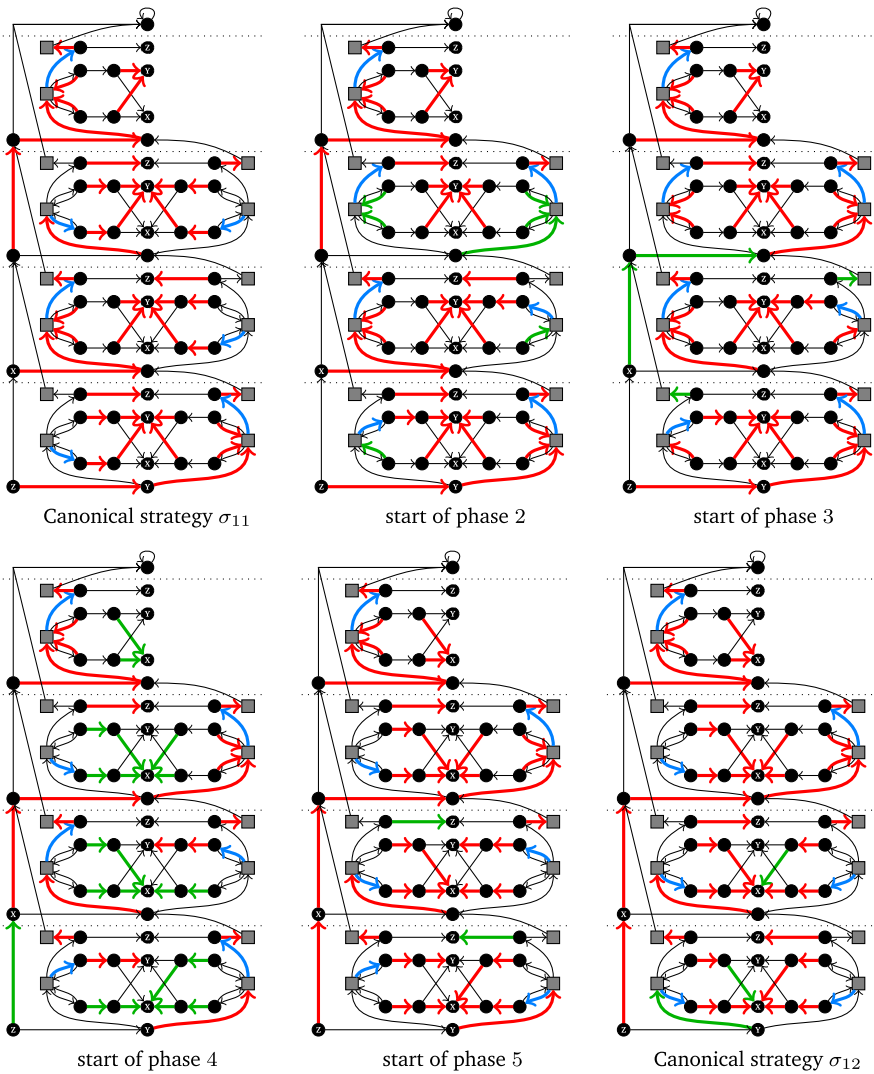 Z Z Z
Y Y Y
X X X
Z Z Z
Y Y Y
X X X
Z Z Z
Y Y Y
X X X
X X X
Z Z Z
Y Y Y
X X X
Z Y Z Y Z Y
Canonical strategy σ₁₁ start of phase 2 start of phase 3
Z Z Z
Y Y Y
X X X
Z Z Z
Y Y Y
X X X
Z Z Z
Y Y Y
X X X
X X X
Z Z Z
Y Y Y
X X X
Z Y Z Y Z Y
start of phase 4 start of phase 5 Canonical strategy σ₁₂